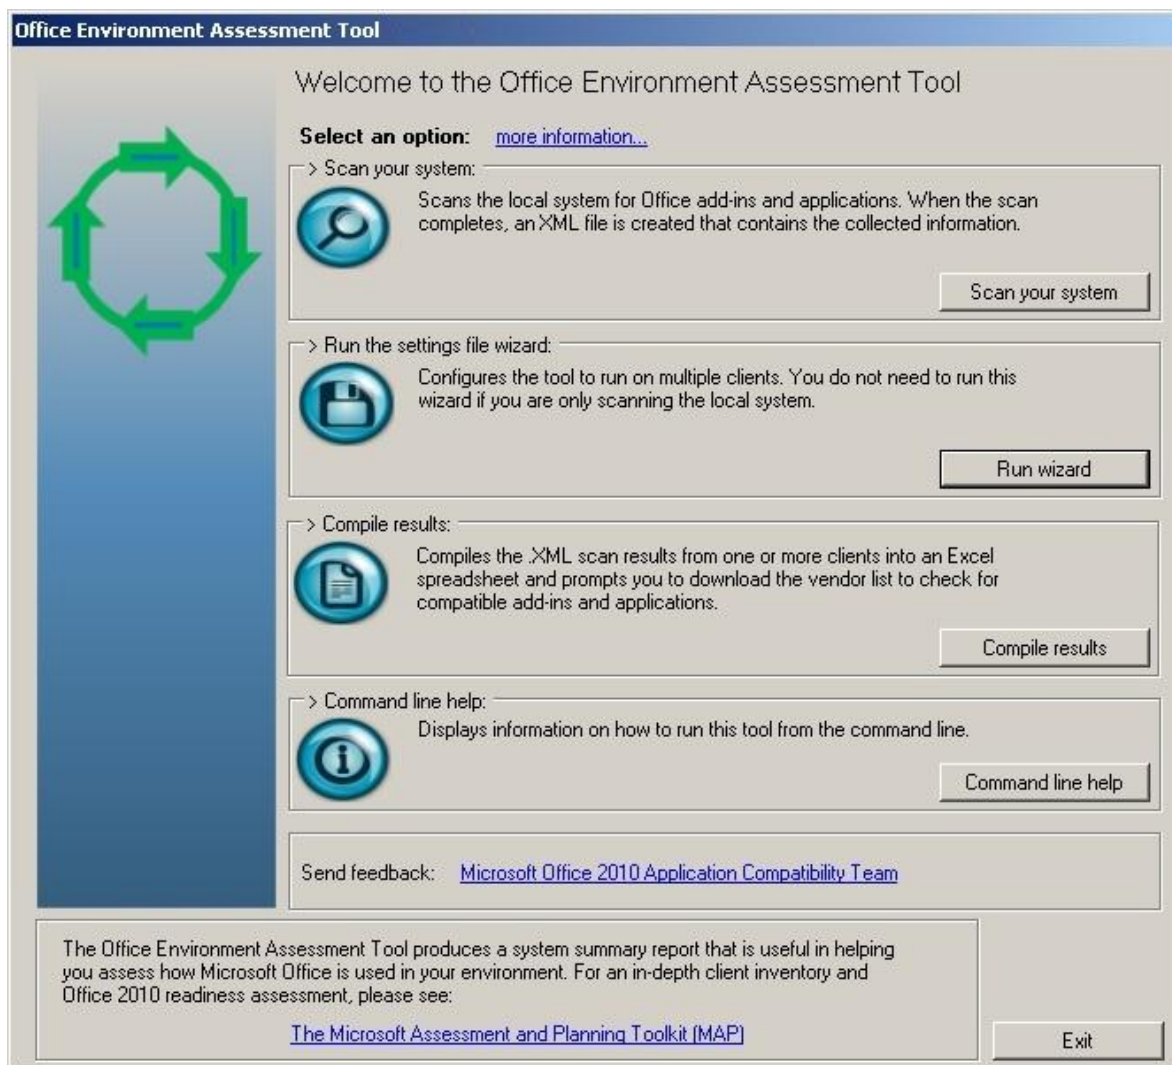 Office Environment Assessment Tool
Welcome to the Office Environment Assessment Tool
Select an option: more information...
> Scan your system:
Scans the local system for Office add-ins and applications. When the scan
completes, an XML file is created that contains the collected information.
Scan your system
> Run the settings file wizard:
Configures the tool to run on multiple clients. You do not need to run this
wizard if you are only scanning the local system.
Run wizard
> Compile results:
Compiles the .XML scan results from one or more clients into an Excel
spreadsheet and prompts you to download the vendor list to check for
compatible add-ins and applications.
Compile results
> Command line help:
Displays information on how to run this tool from the command line.
Command line help
Send feedback: Microsoft Office 2010 Application Compatibility Team
The Office Environment Assessment Tool produces a system summary report that is useful in helping
you assess how Microsoft Office is used in your environment. For an in-depth client inventory and
Office 2010 readiness assessment, please see:
The Microsoft Assessment and Planning Toolkit (MAP)
Exit